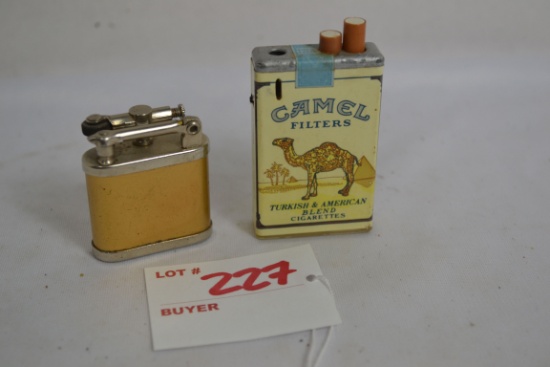 CAMEL
FILTERS
TURKISH & AMERICAN
BLEND
CIGARETTES
LOT # 227
BUYER